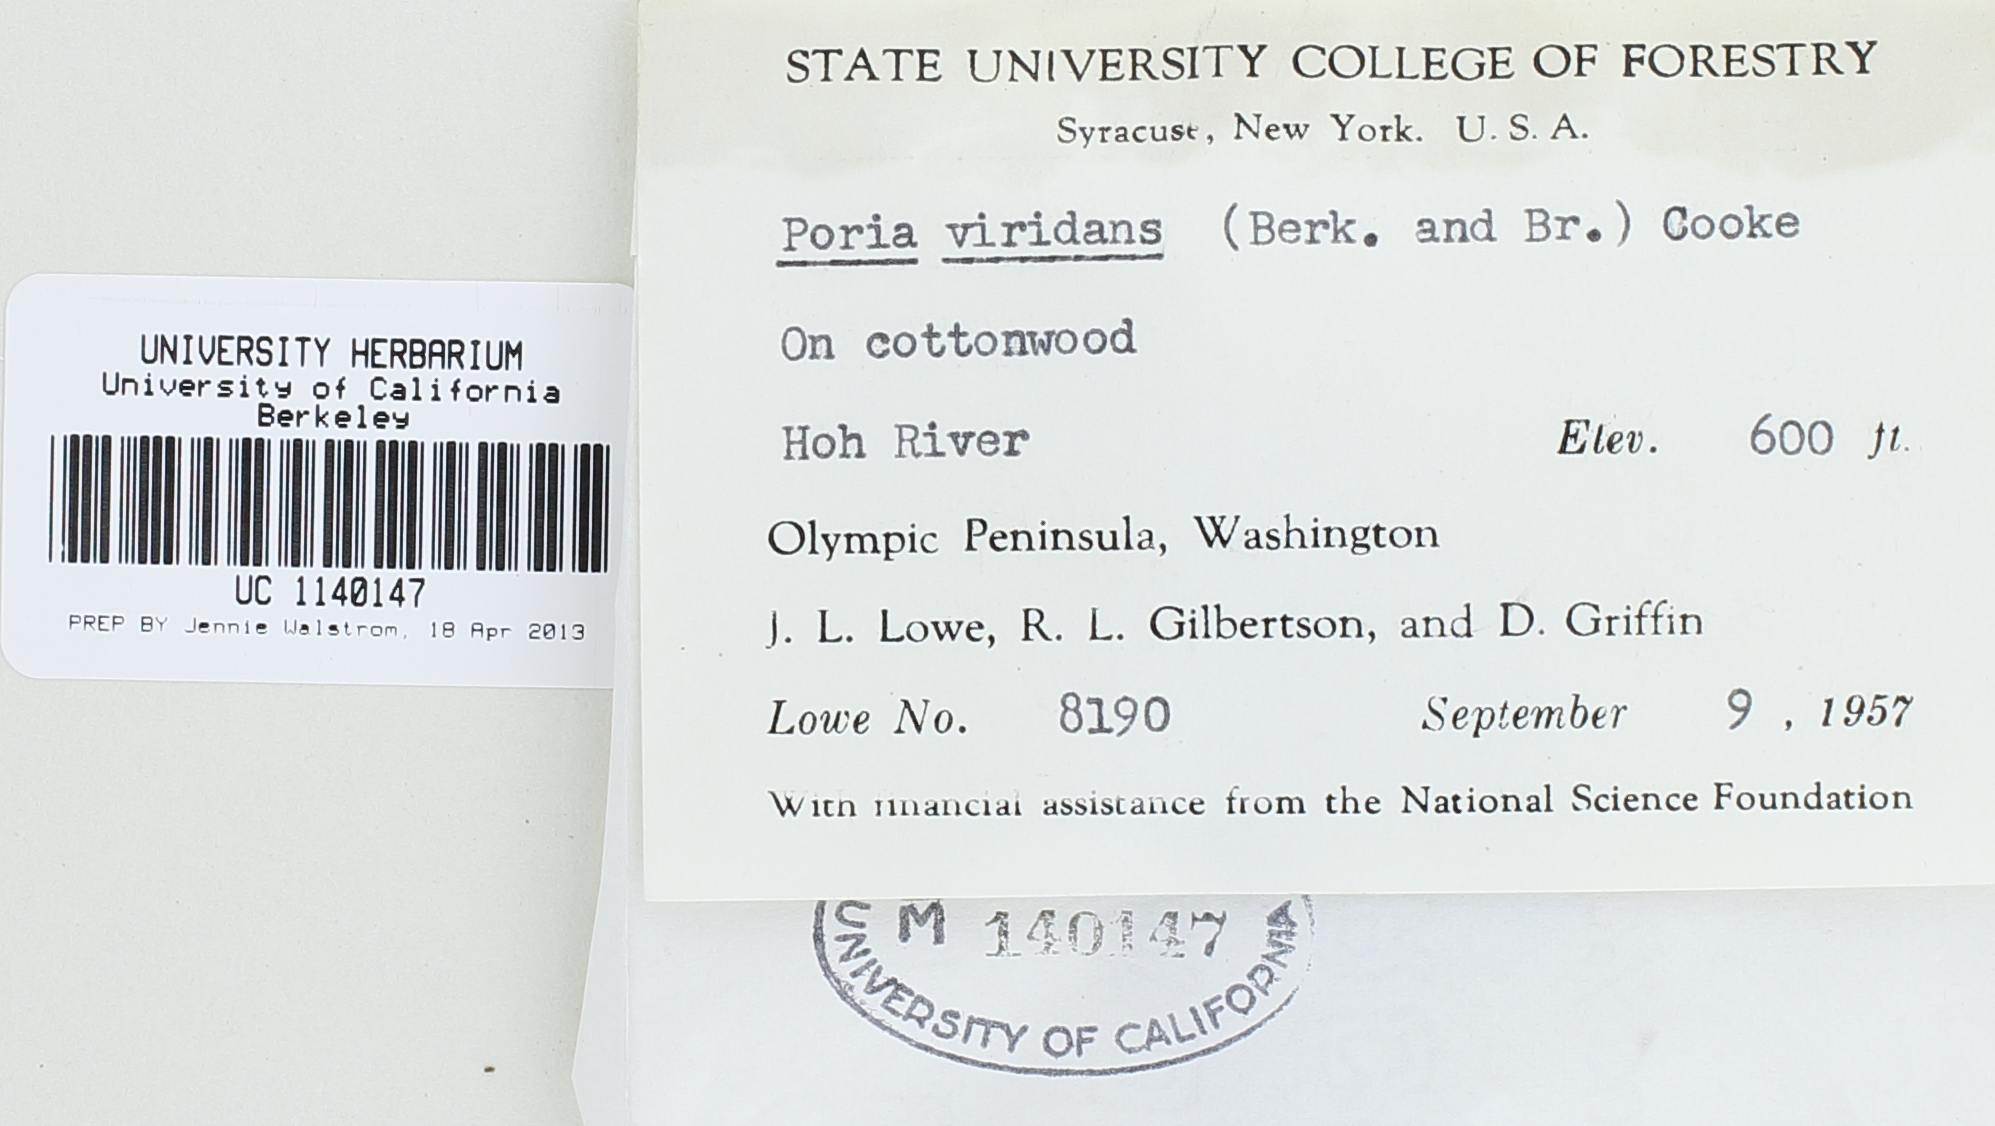 STATE UNIVERSITY COLLEGE OF FORESTRY
Syracuse, New York. U. S. A.
Poria viridans (Berk. and Br.) Cooke
On cottonwood
Hoh River Elev. 600 ft.
Olympic Peninsula, Washington
J. L. Lowe, R. L. Gilbertson, and D. Griffin
Lowe No. 8190 September 9 , 1957
With financial assistance from the National Science Foundation
UNIVERSITY HERBARIUM
University of California
Berkeley
UC 1140147
PREP BY Jennie Walstrom, 18 Apr 2013
M 140147
UNIVERSITY OF CALIFORNIA